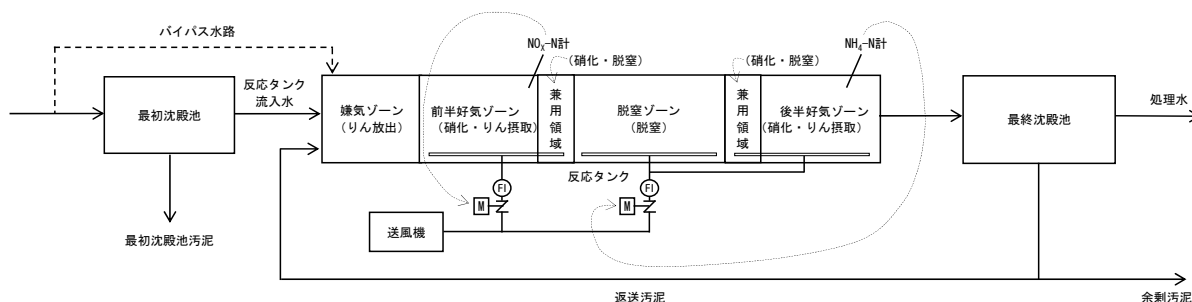 バイパス水路
NOX-N計
NH4-N計
(硝化・脱窒)
(硝化・脱窒)
反応タンク
流入水
最初沈殿池
嫌気ゾーン
(りん放出)
前半好気ゾーン
(硝化・りん摂取)
兼用領域
脱窒ゾーン
(脱窒)
兼用領域
後半好気ゾーン
(硝化・りん摂取)
最終沈殿池
処理水
反応タンク
FI
FI
M
M
送風機
最初沈殿池汚泥
返送汚泥
余剰汚泥